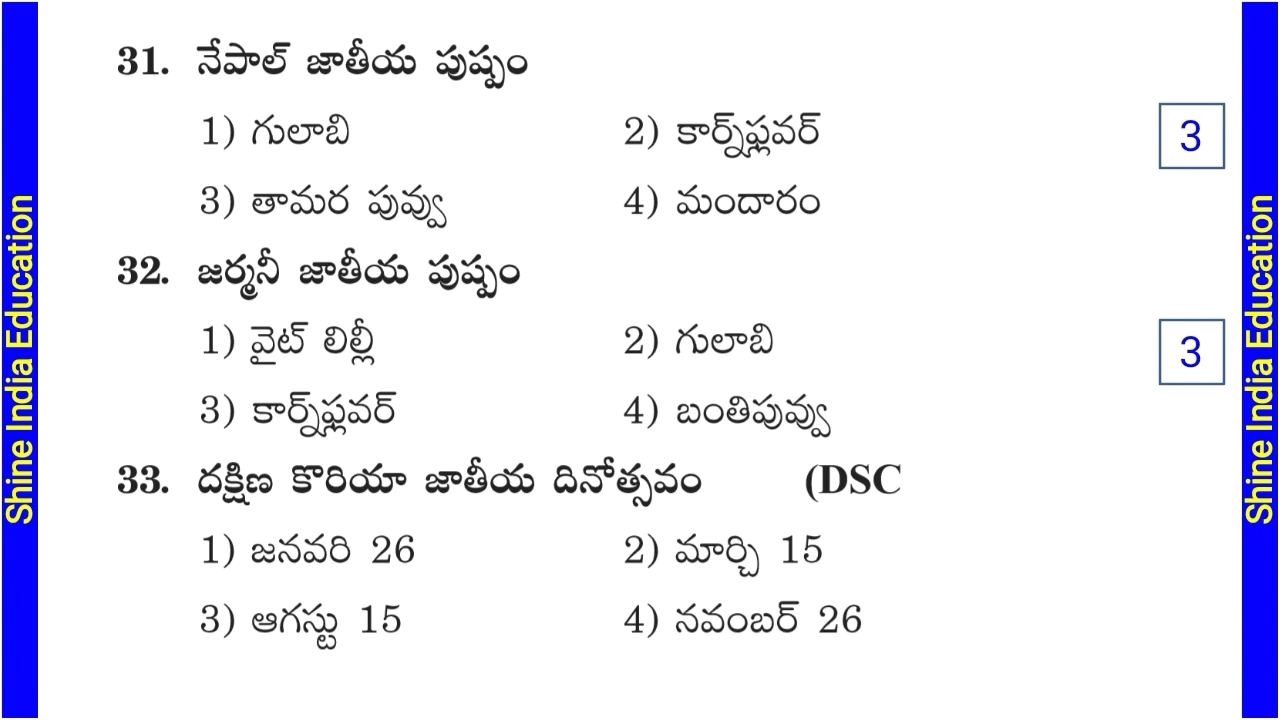 Shine India Education
31. నేపాల్ జాతీయ పుష్పం
1) గులాబి 2) కార్న్‌ఫ్లవర్
3
3) తామర పువ్వు 4) మందారం
32. జర్మనీ జాతీయ పుష్పం
1) వైట్ లిల్లీ 2) గులాబి
3
3) కార్న్‌ఫ్లవర్ 4) బంతిపువ్వు
33. దక్షిణ కొరియా జాతీయ దినోత్సవం (DSC
1) జనవరి 26 2) మార్చి 15
3) ఆగస్టు 15 4) నవంబర్ 26
Shine India Education